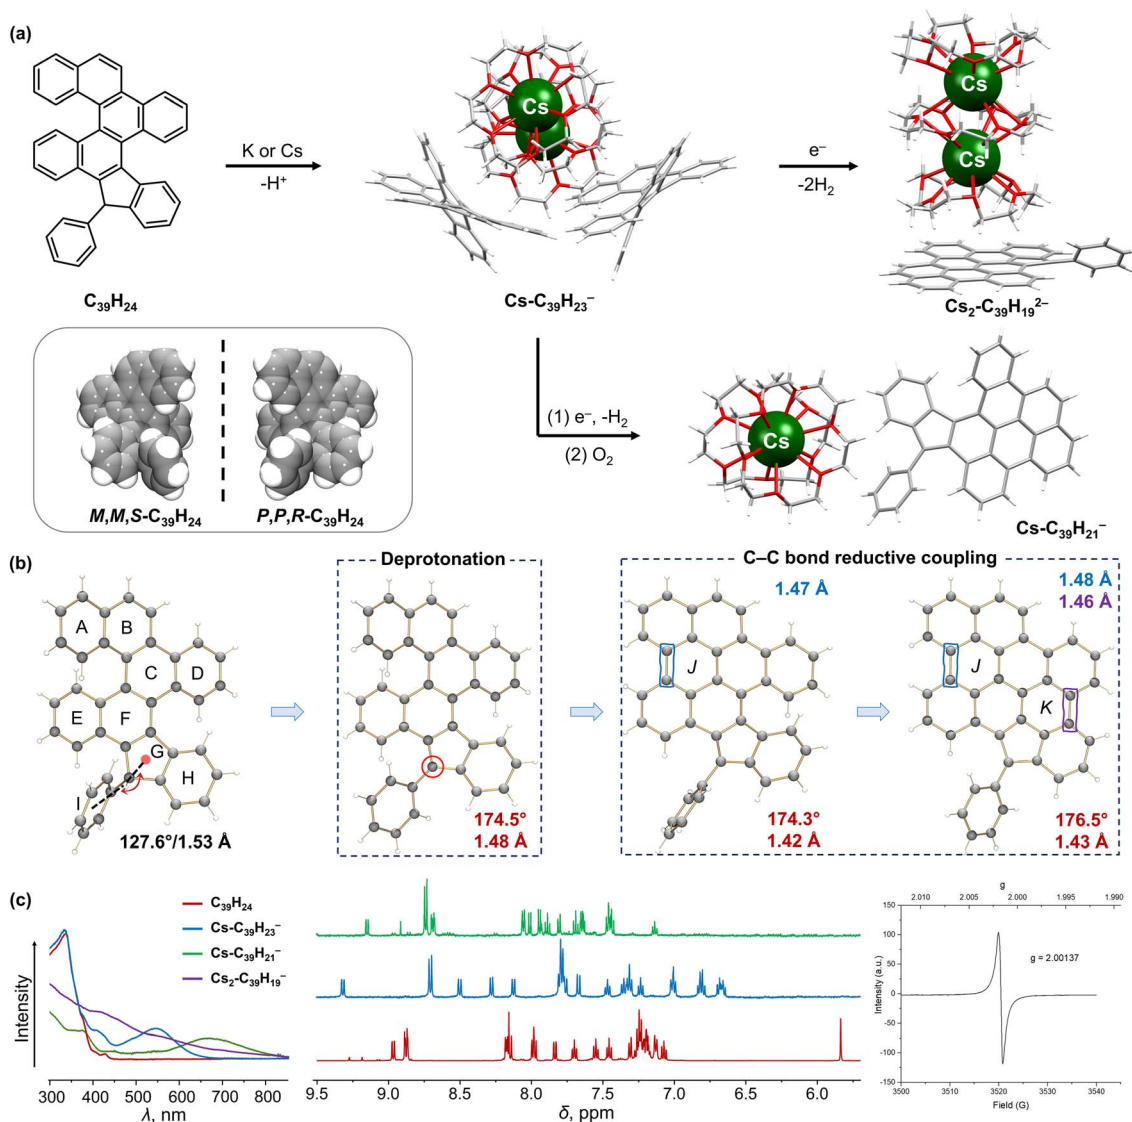 (a)
K or Cs
-H⁺
e⁻
-2H₂
Cs
Cs
Cs
C₃₉H₂₄
Cs-C₃₉H₂₃⁻
Cs₂-C₃₉H₁₉²⁻
M,M,S-C₃₉H₂₄
P,P,R-C₃₉H₂₄
(1) e⁻, -H₂
(2) O₂
Cs
Cs-C₃₉H₂₁⁻
(b)
Deprotonation
C–C bond reductive coupling
A
B
C
D
E
F
G
H
I
127.6°/1.53 Å
174.5°
1.48 Å
1.47 Å
J
174.3°
1.42 Å
1.48 Å
1.46 Å
J
K
176.5°
1.43 Å
(c)
Intensity
C₃₉H₂₄
Cs-C₃₉H₂₃⁻
Cs-C₃₉H₂₁⁻
Cs₂-C₃₉H₁₉⁻
300 400 500 600 700 800
λ, nm
9.5 9.0 8.5 8.0 7.5 7.0 6.5 6.0
δ, ppm
g
2.010 2.005 2.000 1.995 1.990
150
100
50
0
-50
-100
-150
Intensity (a.u.)
g = 2.00137
3500 3510 3520 3530 3540
Field (G)